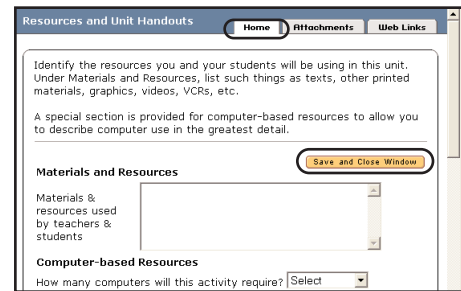 Resources and Unit Handouts
Home Attachments Web Links
Identify the resources you and your students will be using in this unit.
Under Materials and Resources, list such things as texts, other printed
materials, graphics, videos, VCRs, etc.
A special section is provided for computer-based resources to allow you
to describe computer use in the greatest detail.
Save and Close Window
Materials and Resources
Materials &
resources used
by teachers &
students
Computer-based Resources
How many computers will this activity require? Select